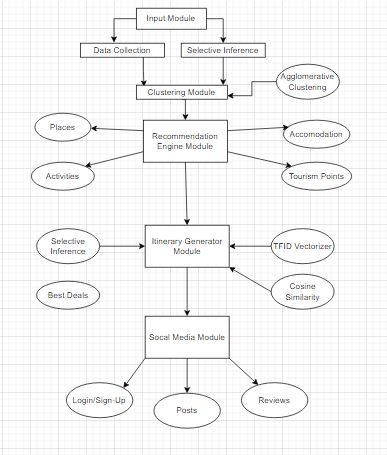 Input Module
Data Collection
Selective Inference
Agglomerative
Clustering
Clustering Module
Places
Recommendation
Engine Module
Accomodation
Activities
Tourism Points
Selective
Inference
Itinerary Generator
Module
TFID Vectorizer
Best Deals
Cosine
Similarity
Socal Media Module
Login/Sign-Up
Posts
Reviews